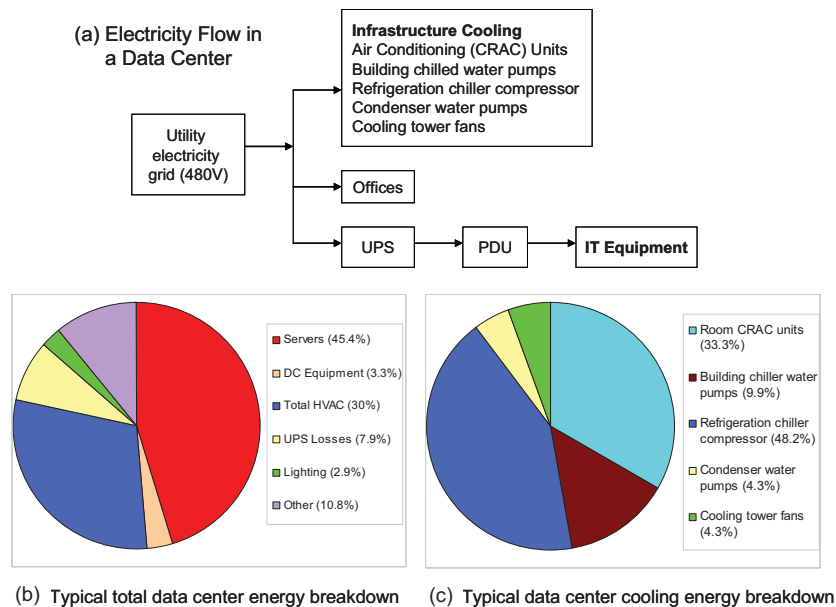 (a) Electricity Flow in
a Data Center
Infrastructure Cooling
Air Conditioning (CRAC) Units
Building chilled water pumps
Refrigeration chiller compressor
Condenser water pumps
Cooling tower fans
Utility
electricity
grid (480V)
Offices
UPS
PDU
IT Equipment
Servers (45.4%)
DC Equipment (3.3%)
Total HVAC (30%)
UPS Losses (7.9%)
Lighting (2.9%)
Other (10.8%)
Room CRAC units
(33.3%)
Building chiller water
pumps (9.9%)
Refrigeration chiller
compressor (48.2%)
Condenser water
pumps (4.3%)
Cooling tower fans
(4.3%)
(b) Typical total data center energy breakdown
(c) Typical data center cooling energy breakdown